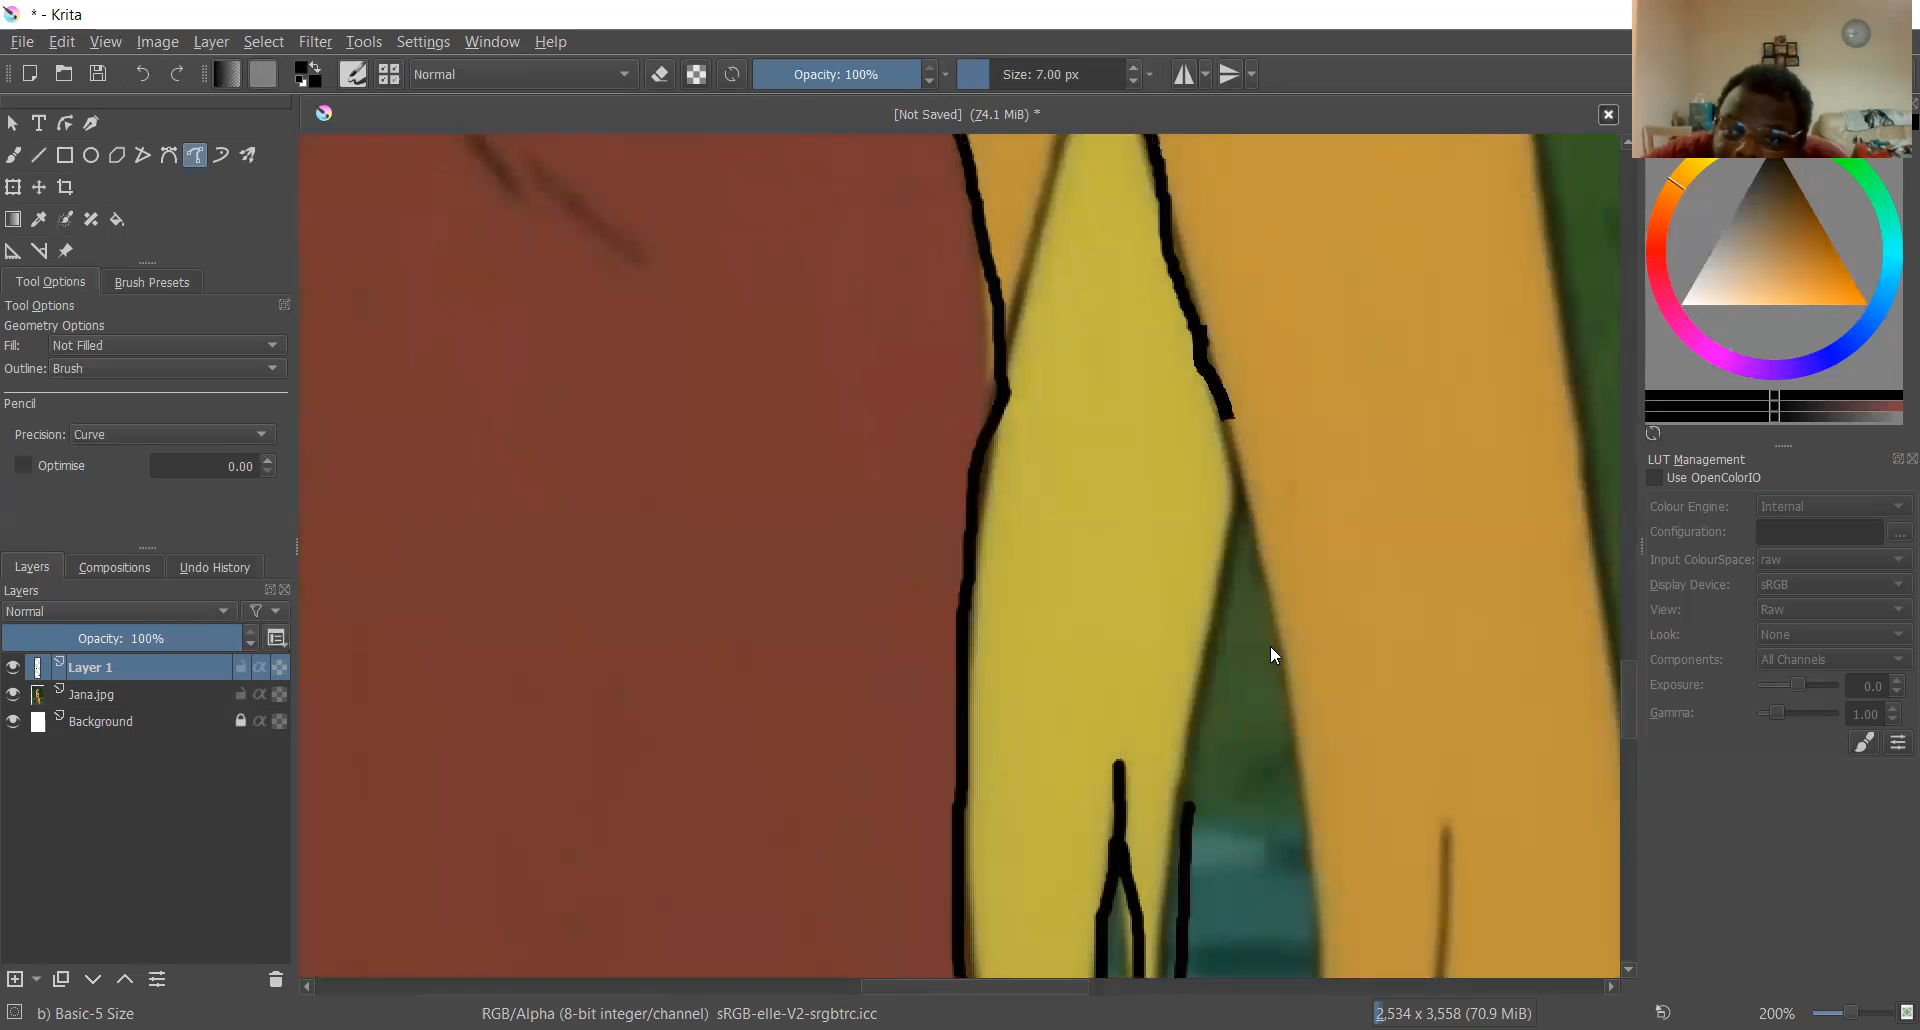 * - Krita
File Edit View Image Layer Select Filter Tools Settings Window Help
Normal Opacity: 100% Size: 7.00 px
[Not Saved] (74.1 MiB) *
Tool Options Brush Presets
Tool Options
Geometry Options
Fill: Not Filled
Outline: Brush
Pencil
Precision: Curve
Optimise 0.00
Layers Compositions Undo History
Layers
Normal
Opacity: 100%
Layer 1
Jana.jpg
Background
LUT Management
Use OpenColorIO
Colour Engine: Internal
Configuration: ...
Input ColourSpace: raw
Display Device: sRGB
View: Raw
Look: None
Components: All Channels
Exposure: 0.0
Gamma: 1.00
b) Basic-5 Size RGB/Alpha (8-bit integer/channel) sRGB-elle-V2-srgbtrc.icc 2,534 x 3,558 (70.9 MiB) 200%